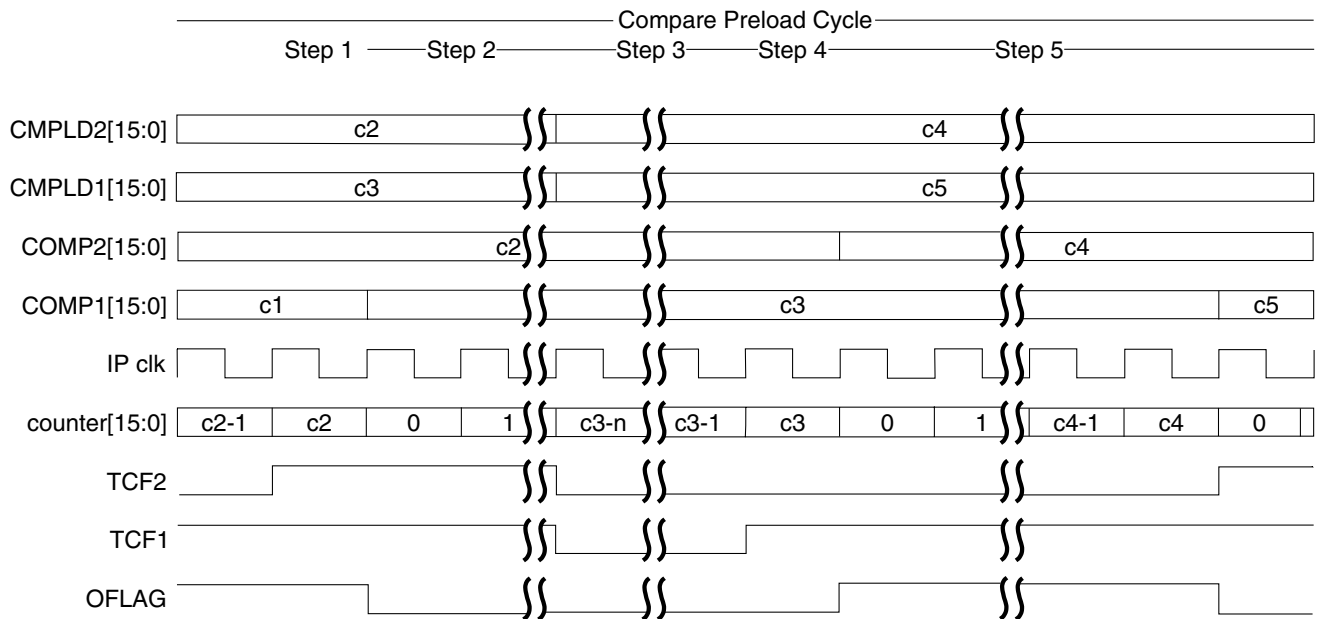 Compare Preload Cycle
Step 1 Step 2 Step 3 Step 4 Step 5
CMPLD2[15:0] c2 c4
CMPLD1[15:0] c3 c5
COMP2[15:0] c2 c4
COMP1[15:0] c1 c3 c5
IP clk
counter[15:0] c2-1 c2 0 1 c3-n c3-1 c3 0 1 c4-1 c4 0
TCF2
TCF1
OFLAG